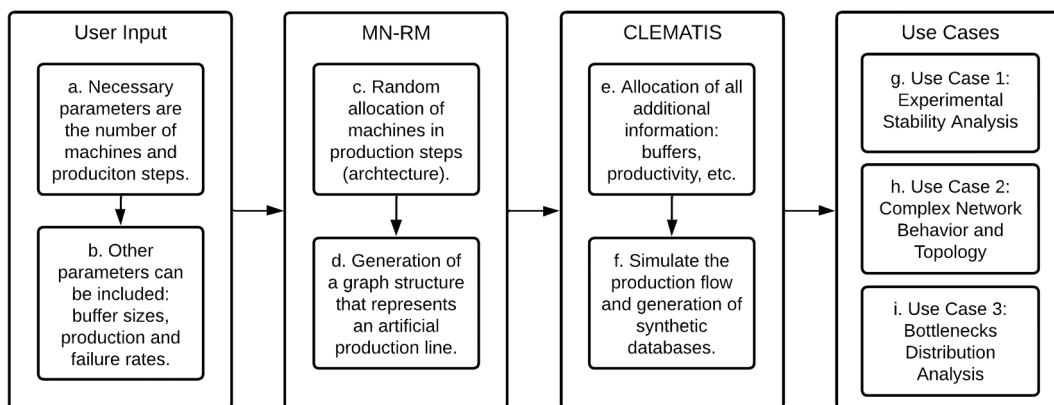 User Input
a. Necessary
parameters are
the number of
machines and
produciton steps.
b. Other
parameters can
be included:
buffer sizes,
production and
failure rates.
MN-RM
c. Random
allocation of
machines in
production steps
(archtecture).
d. Generation of
a graph structure
that represents
an artificial
production line.
CLEMATIS
e. Allocation of all
additional
information:
buffers,
productivity, etc.
f. Simulate the
production flow
and generation of
synthetic
databases.
Use Cases
g. Use Case 1:
Experimental
Stability Analysis
h. Use Case 2:
Complex Network
Behavior and
Topology
i. Use Case 3:
Bottlenecks
Distribution
Analysis